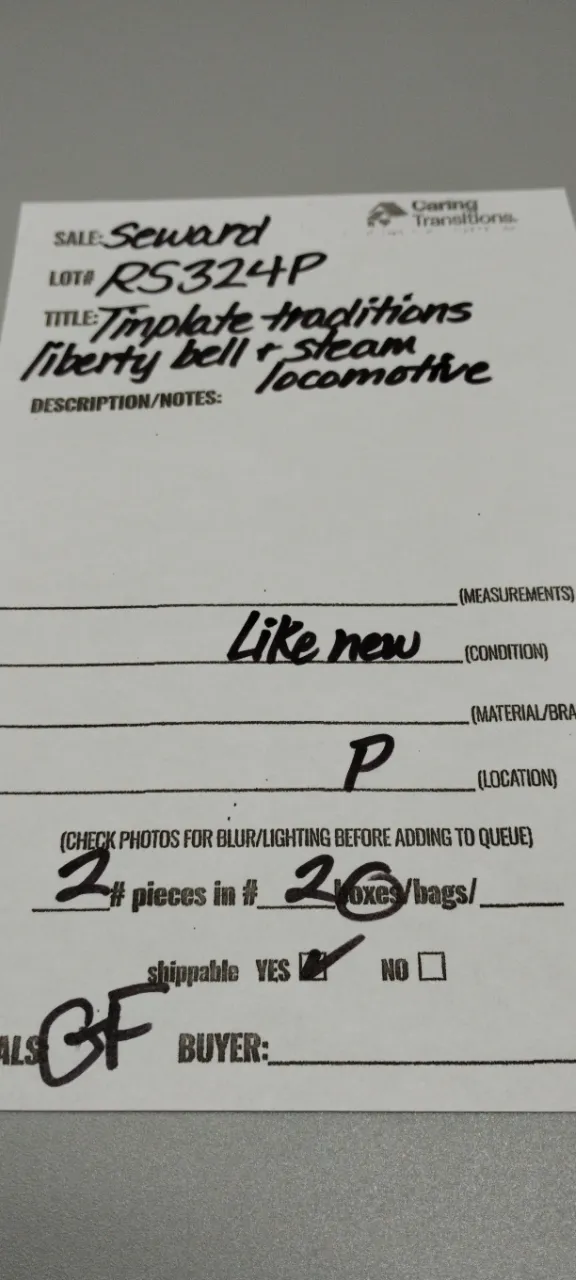 Caring
Transitions.
SALE: Seward
LOT# RS324P
TITLE: Tinplate traditions
liberty bell + steam
locomotive
DESCRIPTION/NOTES:
(MEASUREMENTS)
Like new (CONDITION)
(MATERIAL/BRA
P (LOCATION)
(CHECK PHOTOS FOR BLUR/LIGHTING BEFORE ADDING TO QUEUE)
2 # pieces in # 2 boxes/bags/
shippable YES NO
ALS: GF BUYER: